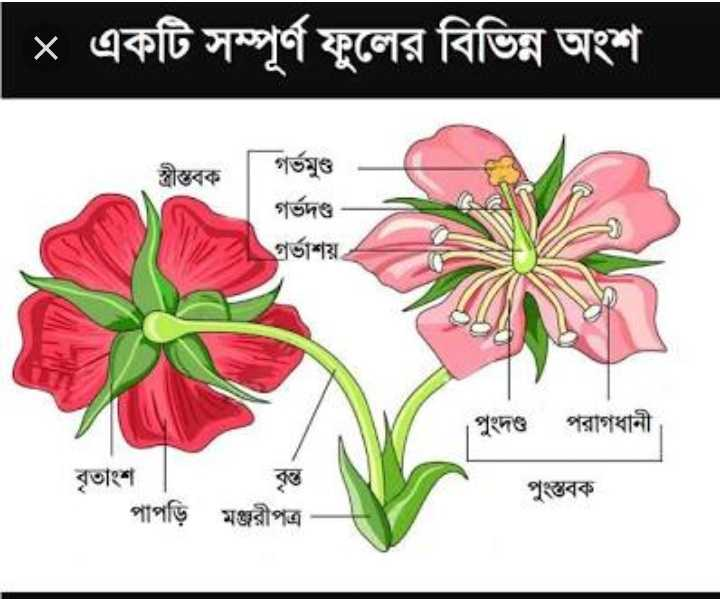 একটি সম্পূর্ণ ফুলের বিভিন্ন অংশ
স্ত্রীস্তবক
গর্ভমুণ্ড
গর্ভদণ্ড
গর্ভাশয়
পুংদণ্ড
পরাগধানী
পুংস্তবক
বৃতাংশ
পাপড়ি
বৃন্ত
মঞ্জরীপত্র